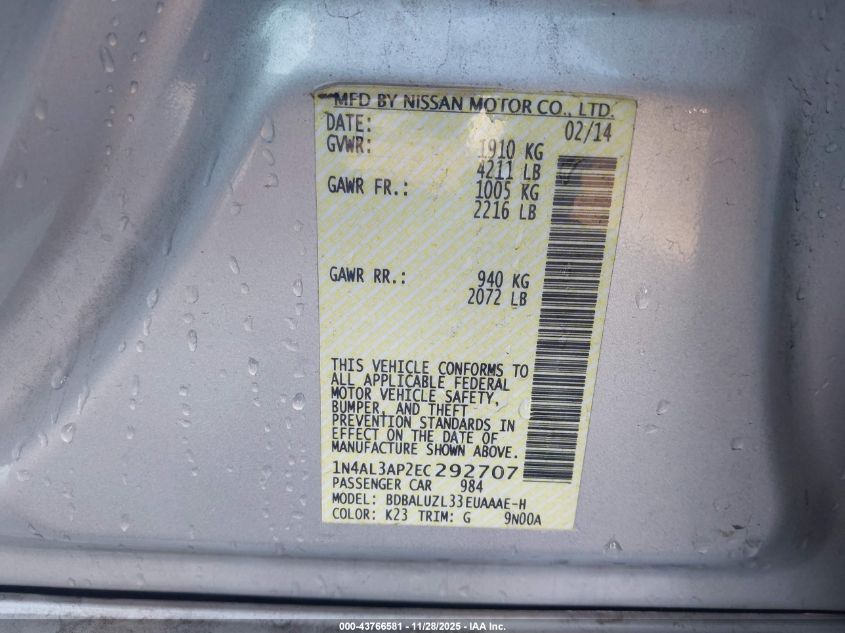 MFD BY NISSAN MOTOR CO., LTD.
DATE: 02/14
GVWR: 1910 KG
4211 LB
GAWR FR.: 1005 KG
2216 LB
GAWR RR.: 940 KG
2072 LB
THIS VEHICLE CONFORMS TO
ALL APPLICABLE FEDERAL
MOTOR VEHICLE SAFETY,
BUMPER, AND THEFT
PREVENTION STANDARDS IN
EFFECT ON THE DATE OF
MANUFACTURE SHOWN ABOVE.
1N4AL3AP2EC292707
PASSENGER CAR 984
MODEL: BDBALUZL33EUAAAE-H
COLOR: K23 TRIM: G 9N00A
000-43766581 / 11/28/2025 - IAA Inc.